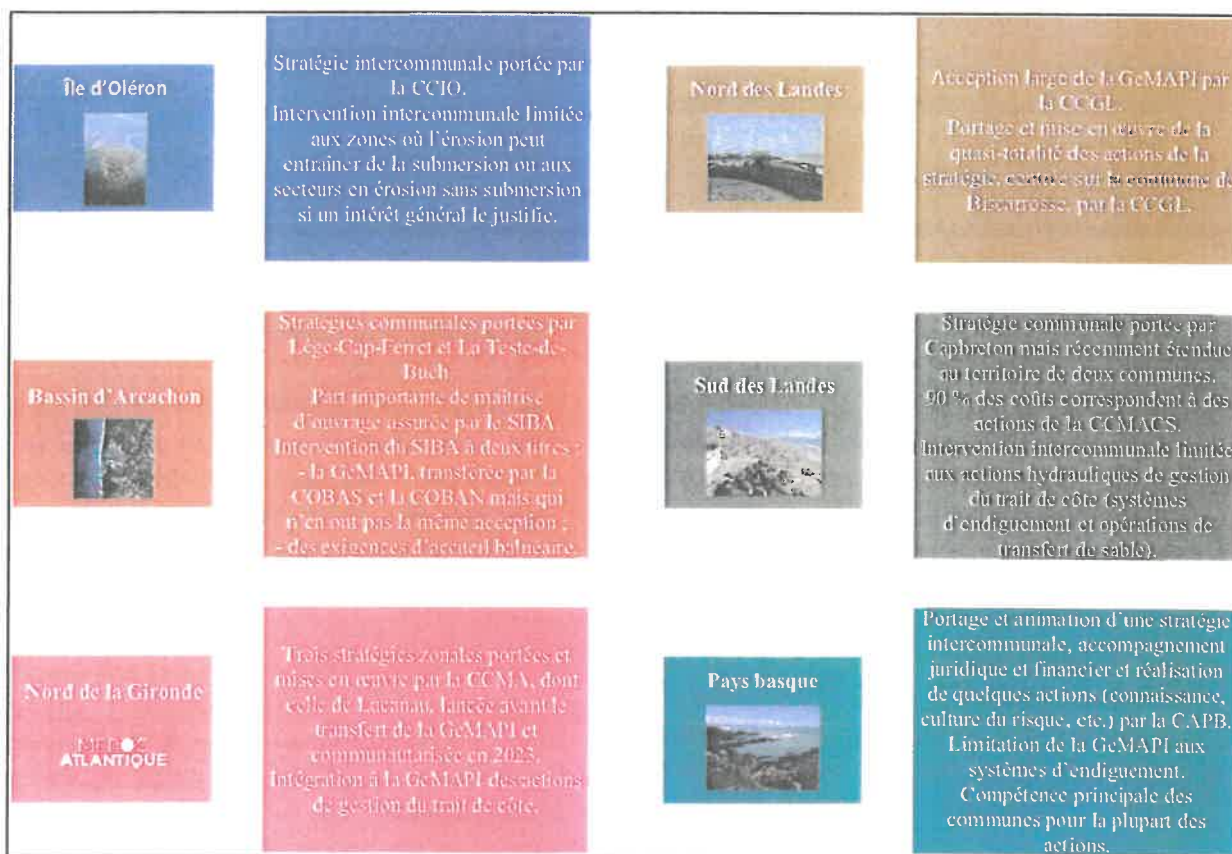 Île d'Oléron
Stratégie intercommunale portée par
la CCIO.
Intervention intercommunale limitée
aux zones où l'érosion peut
entraîner de la submersion ou aux
secteurs en érosion sans submersion
si un intérêt général le justifie.
Nord des Landes
Acception large de la GeMAPI par
la CCGL.
Portage et mise en œuvre de la
quasi-totalité des actions de la
stratégie, sur la commune de
Biscarrosse, par la CCGL.
Bassin d'Arcachon
Stratégies communales portées par
Lège-Cap-Ferret et La Teste-de-
Buch
Part importante de maîtrise
d'ouvrage assurée par le SIBA
Intervention du SIBA à deux titres :
- la GeMAPI, transférée par la
COBAS et la COBAN mais qui
n'en ont pas la même acception ;
- des exigences d'accueil balnéaire.
Sud des Landes
Stratégie communale portée par
Capbreton mais récemment étendue
au territoire de deux communes.
90 % des coûts correspondent à des
actions de la CCMACS.
Intervention intercommunale limitée
aux actions hydrauliques de gestion
du trait de côte (systèmes
d'endiguement et opérations de
transfert de sable).
Nord de la Gironde
ATLANTIQUE
Trois stratégies zonales portées et
mises en œuvre par la CCMA, dont
celle de Lacanau, lancée avant le
transfert de la GeMAPI et
communautarisée en 2023.
Intégration à la GeMAPI des actions
de gestion du trait de côte.
Pays basque
Portage et animation d'une stratégie
intercommunale, accompagnement
juridique et financier et réalisation
de quelques actions (connaissance,
culture du risque, etc.) par la CAPB.
Limitation de la GeMAPI aux
systèmes d'endiguement.
Compétence principale des
communes pour la plupart des
actions.